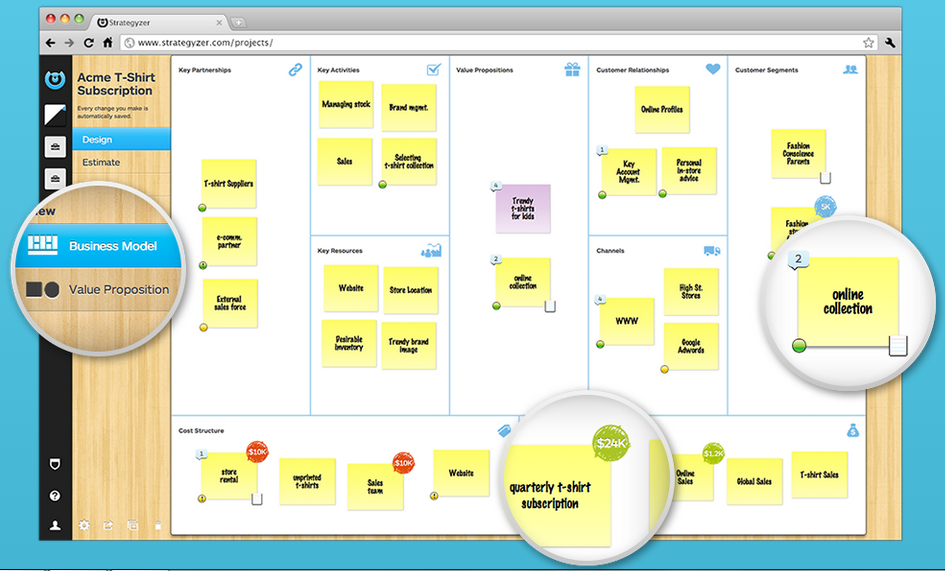 Strategyzer
www.strategyzer.com/projects/
Acme T-Shirt
Subscription
Every change you make is
automatically saved.
Design
Estimate
iew
Business Model
Value Proposition
Key Partnerships
T-shirt Suppliers
e-comm.
partner
External
sales force
Key Activities
Managing stock
Brand mgmt.
Sales
Selecting
t-shirt collection
Key Resources
Website
Store Location
Desirable
Inventory
Trendy brand
image
Value Propositions
4
Trendy
t-shirts
for kids
2
online
collection
Customer Relationships
Online Profiles
1
Key
Account
Mgmt.
Personal
in-store
advice
Channels
High St.
Stores
4
WWW
Google
Adwords
Customer Segments
Fashion
Conscience
Parents
5K
Fashion
2
online
collection
Cost Structure
1
$10K
store
rental
unprinted
t-shirts
$10K
Sales
team
Website
$24K
quarterly t-shirt
subscription
$1.2K
Online
Sales
Global Sales
T-shirt Sales